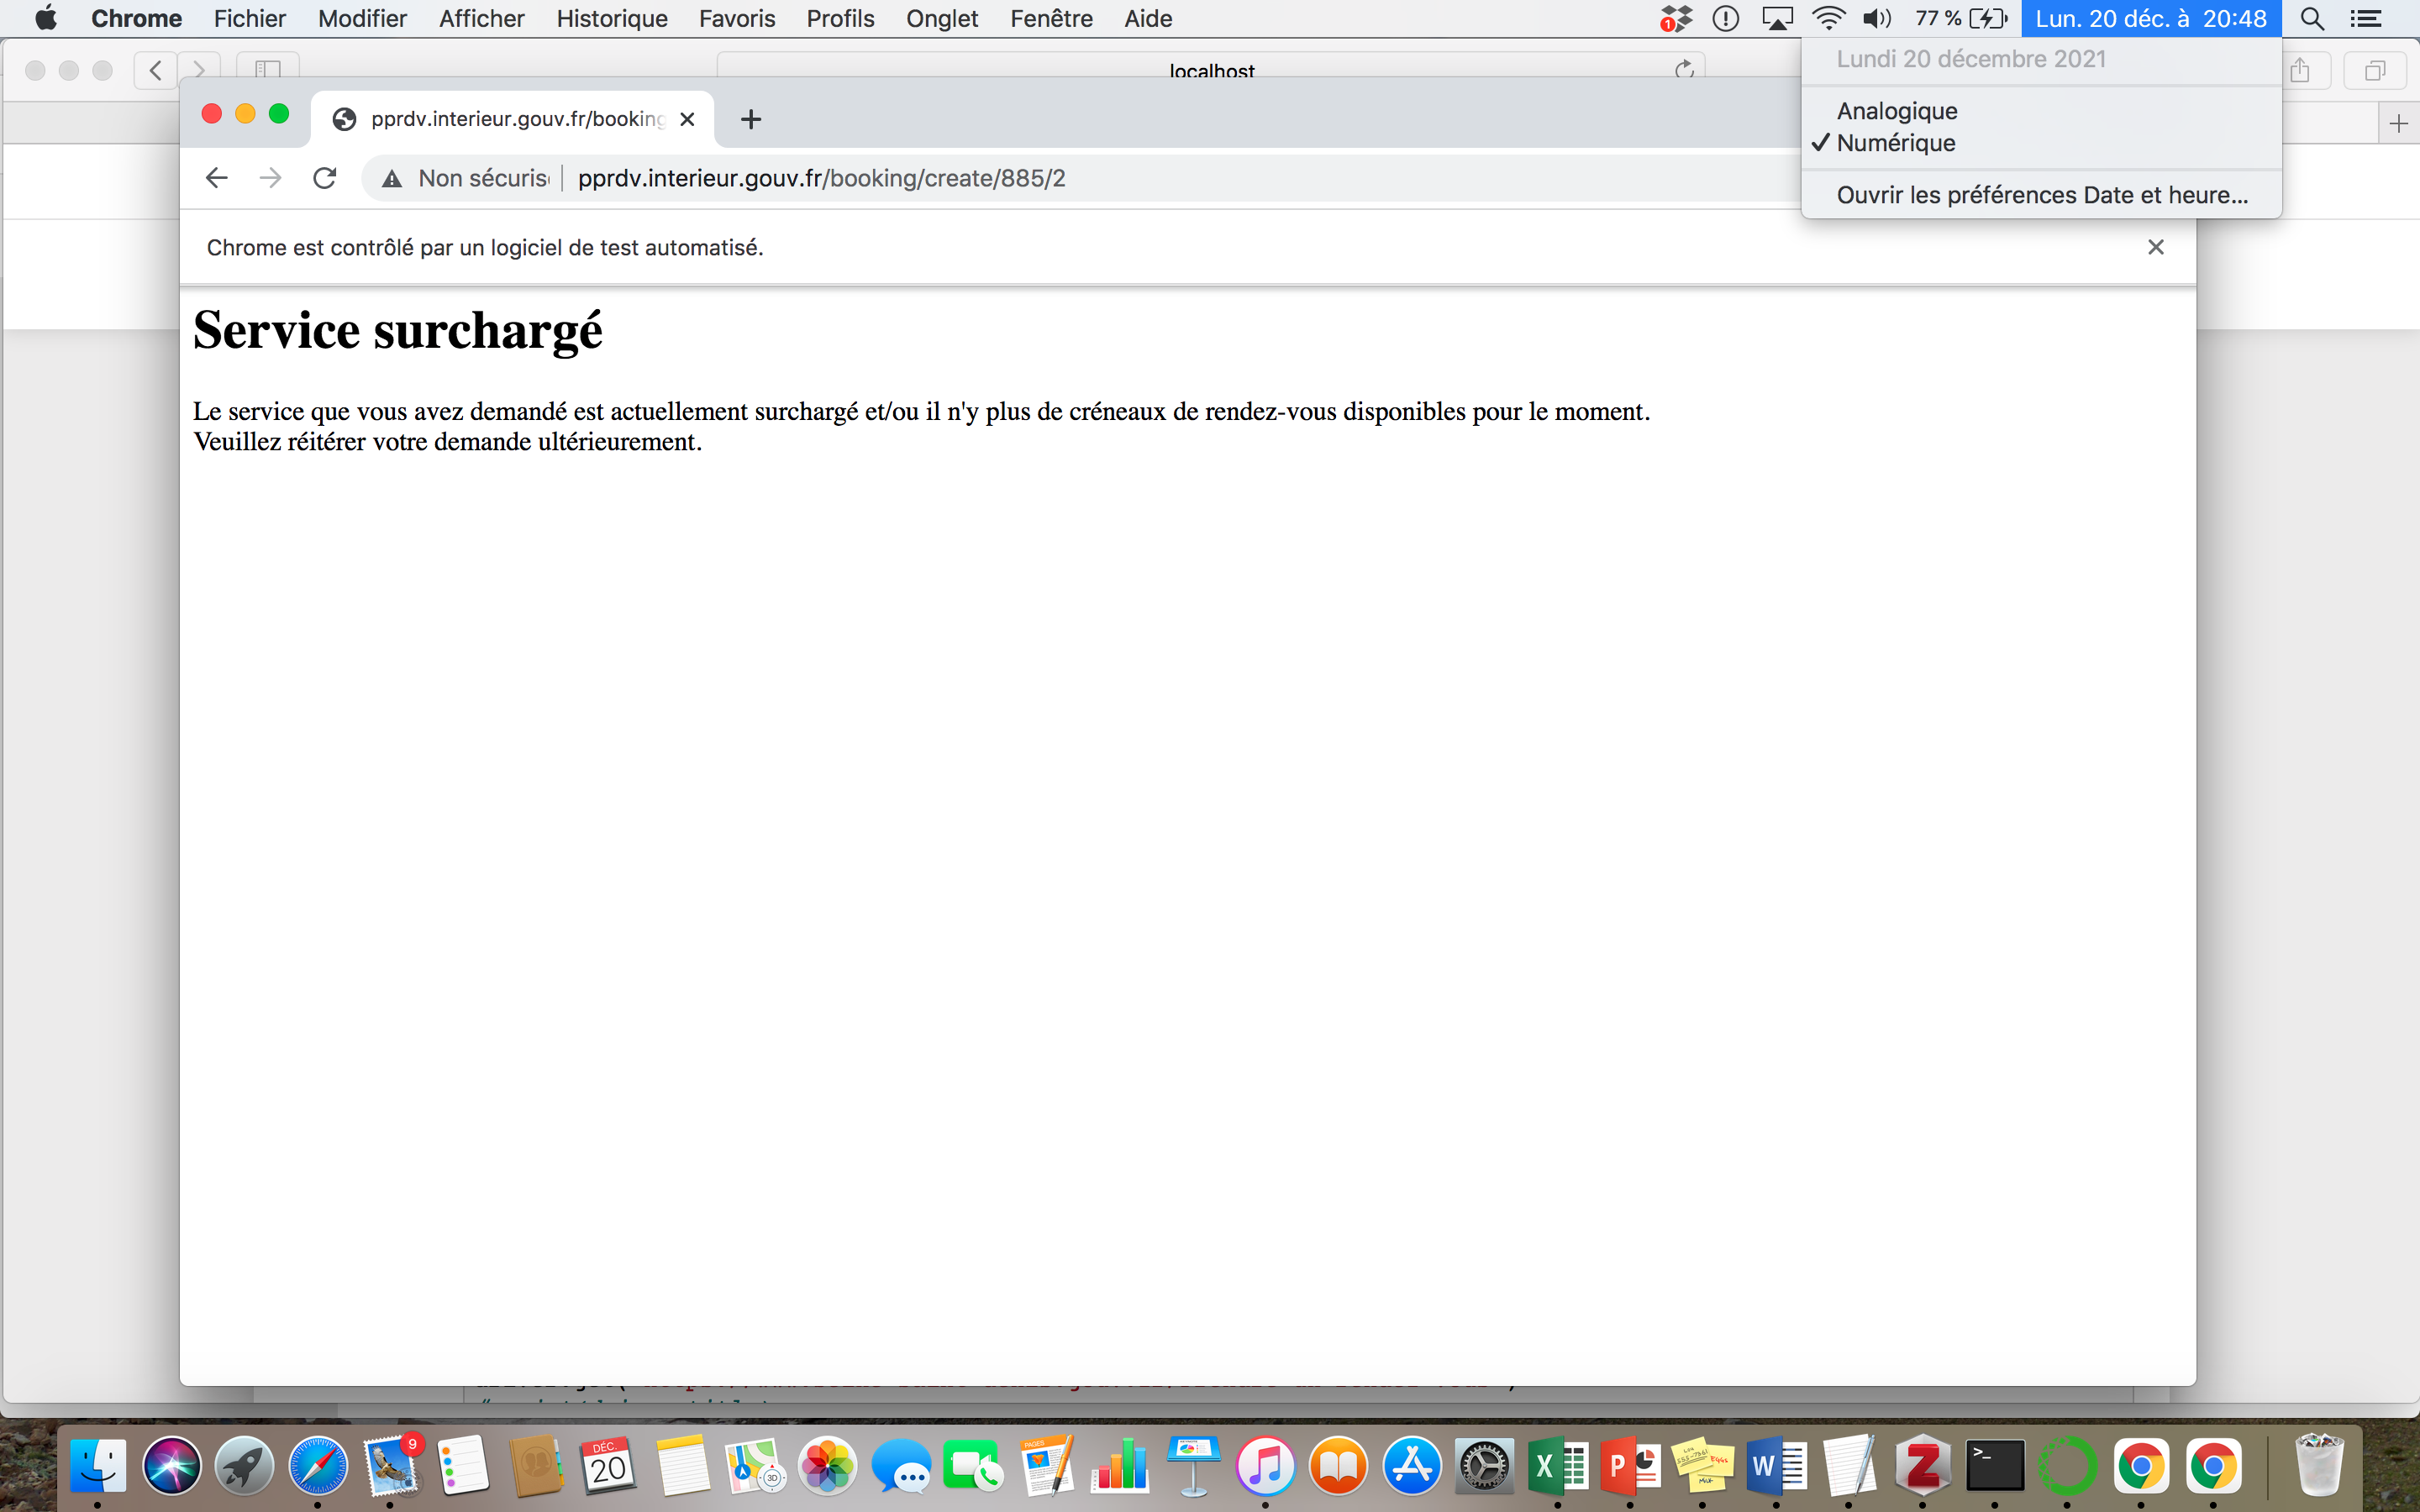 Chrome Fichier Modifier Afficher Historique Favoris Profils Onglet Fenêtre Aide 1 77 % Lun. 20 déc. à 20:48
localhost
Lundi 20 décembre 2021
Analogique
✓ Numérique
Ouvrir les préférences Date et heure...
pprdv.interieur.gouv.fr/booking
Non sécuris pprdv.interieur.gouv.fr/booking/create/885/2
Chrome est contrôlé par un logiciel de test automatisé.
Service surchargé
Le service que vous avez demandé est actuellement surchargé et/ou il n'y plus de créneaux de rendez-vous disponibles pour le moment.
Veuillez réitérer votre demande ultérieurement.
9
DÉC.
20
3D
PAGES
X
P
W
Z
>_